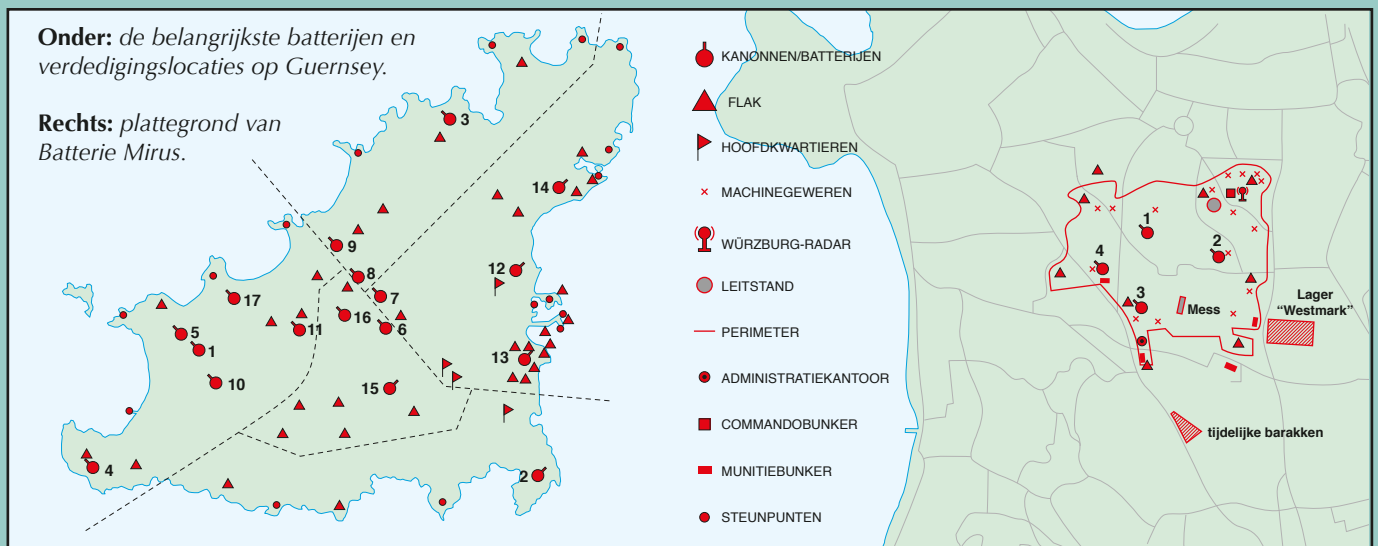 Onder: de belangrijkste batterijen en
verdedigingslocaties op Guernsey.
Rechts: plattegrond van
Batterie Mirus.
3
14
9
12
8
7
17
16
6
11
5
1
13
10
15
4
2
KANONNEN/BATTERIJEN
FLAK
HOOFDKWARTIEREN
MACHINEGEWEREN
WÜRZBURG-RADAR
LEITSTAND
PERIMETER
ADMINISTRATIEKANTOOR
COMMANDOBUNKER
MUNITIEBUNKER
STEUNPUNTEN
1
2
4
3
Mess
Lager
“Westmark”
tijdelijke barakken